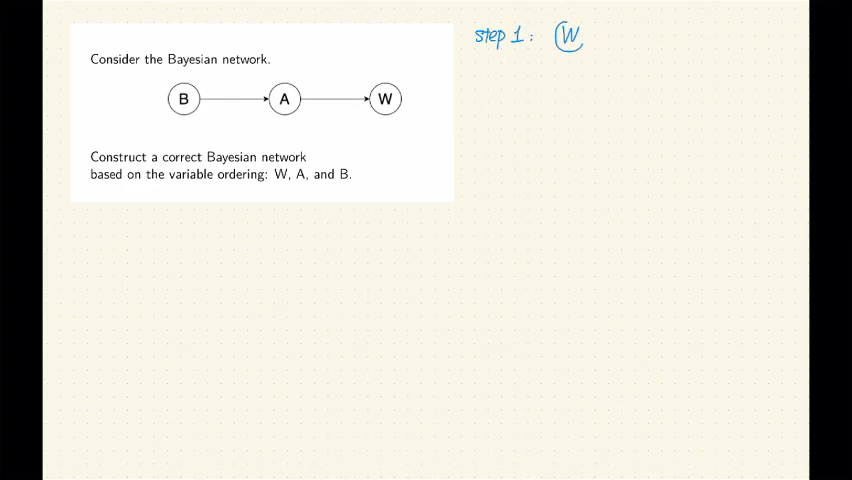 Consider the Bayesian network.
B A W
Construct a correct Bayesian network
based on the variable ordering: W, A, and B.
step 1: W